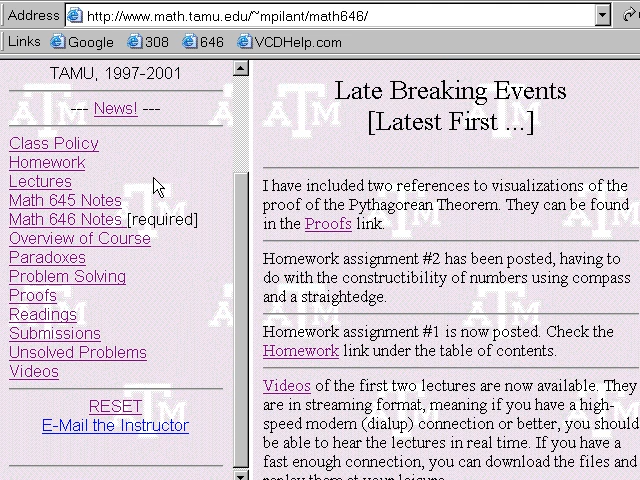 Address http://www.math.tamu.edu/~mpilant/math646/
Links Google 308 646 VCDHelp.com
TAMU, 1997-2001
--- News! ---
Class Policy
Homework
Lectures
Math 645 Notes
Math 646 Notes [required]
Overview of Course
Paradoxes
Problem Solving
Proofs
Readings
Submissions
Unsolved Problems
Videos
RESET
E-Mail the Instructor
Late Breaking Events
[Latest First ...]
I have included two references to visualizations of the
proof of the Pythagorean Theorem. They can be found
in the Proofs link.
Homework assignment #2 has been posted, having to
do with the constructibility of numbers using compass
and a straightedge.
Homework assignment #1 is now posted. Check the
Homework link under the table of contents.
Videos of the first two lectures are now available. They
are in streaming format, meaning if you have a high-
speed modem (dialup) connection or better, you should
be able to hear the lectures in real time. If you have a
fast enough connection, you can download the files and
replay them at your leisure.